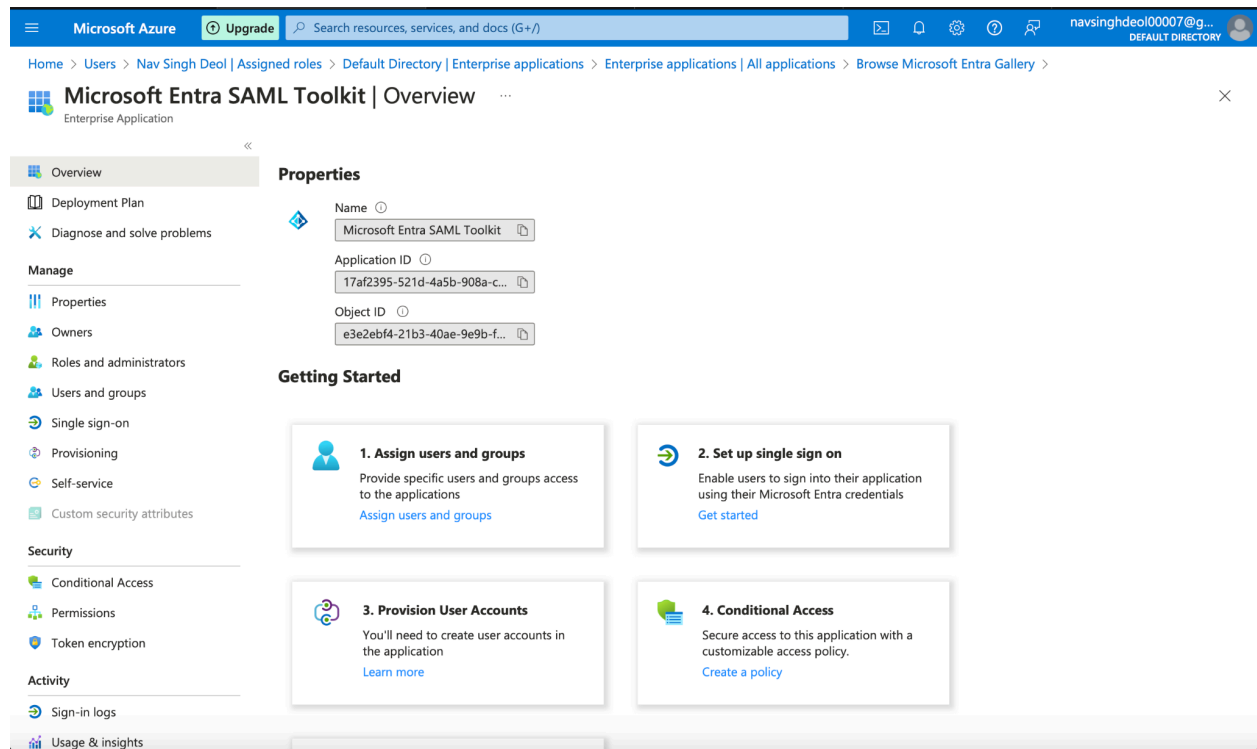 Microsoft Azure
Upgrade
Search resources, services, and docs (G+/)
navsinghdeol00007@g...
DEFAULT DIRECTORY
Home > Users > Nav Singh Deol | Assigned roles > Default Directory | Enterprise applications > Enterprise applications | All applications > Browse Microsoft Entra Gallery >
Microsoft Entra SAML Toolkit | Overview ...
Enterprise Application
Overview
Deployment Plan
Diagnose and solve problems
Manage
Properties
Owners
Roles and administrators
Users and groups
Single sign-on
Provisioning
Self-service
Custom security attributes
Security
Conditional Access
Permissions
Token encryption
Activity
Sign-in logs
Usage & insights
Properties
Name
Microsoft Entra SAML Toolkit
Application ID
17af2395-521d-4a5b-908a-c...
Object ID
e3e2ebf4-21b3-40ae-9e9b-f...
Getting Started
1. Assign users and groups
Provide specific users and groups access
to the applications
Assign users and groups
2. Set up single sign on
Enable users to sign into their application
using their Microsoft Entra credentials
Get started
3. Provision User Accounts
You'll need to create user accounts in
the application
Learn more
4. Conditional Access
Secure access to this application with a
customizable access policy.
Create a policy